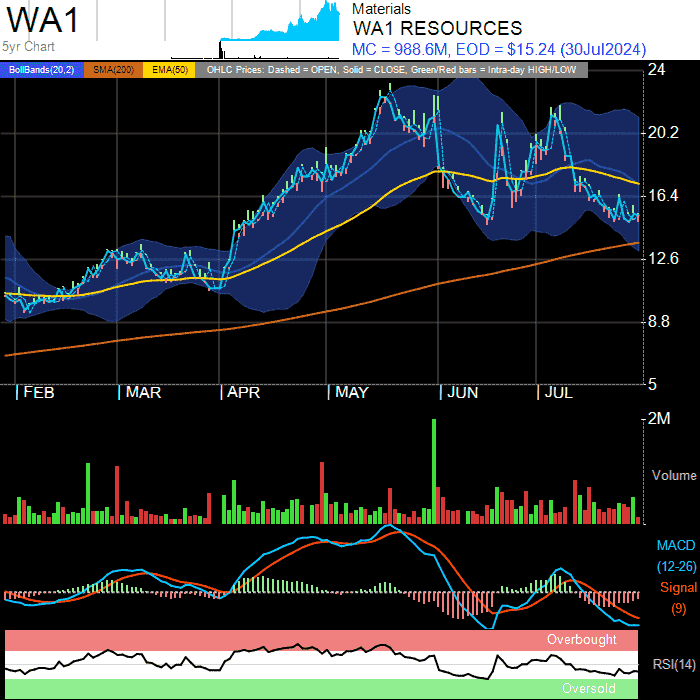 WA1
5yr Chart
Materials
WA1 RESOURCES
MC = 988.6M, EOD = $15.24 (30Jul2024)
BollBands(20,2) SMA(200) EMA(50) OHLC Prices: Dashed = OPEN, Solid = CLOSE, Green/Red bars = Intra-day HIGH/LOW
24
20.2
16.4
12.6
8.8
5
FEB MAR APR MAY JUN JUL
2M
Volume
MACD
(12-26)
Signal
(9)
Overbought
RSI(14)
Oversold